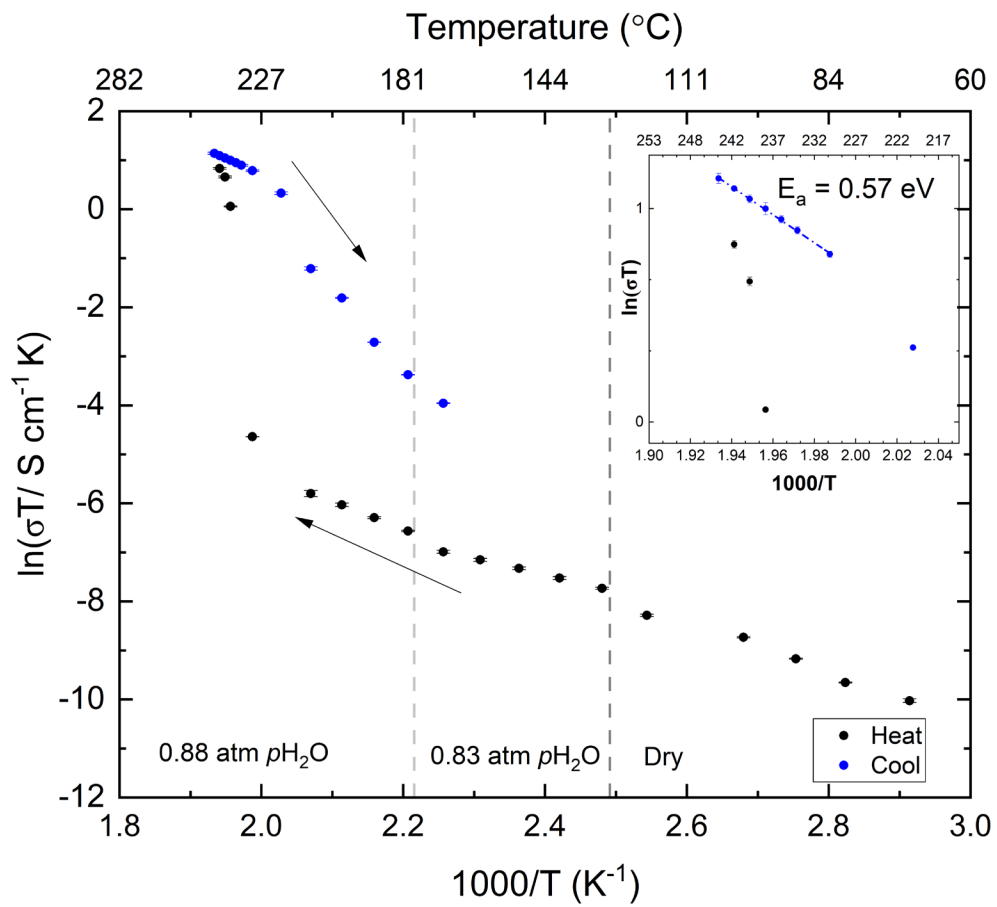 Temperature (°C)
282 227 181 144 111 84 60
2
0
-2
-4
-6
-8
-10
-12
ln(σT/ S cm⁻¹ K)
253 248 242 237 232 227 222 217
Eₐ = 0.57 eV
1
0
ln(σT)
1.90 1.92 1.94 1.96 1.98 2.00 2.02 2.04
1000/T
0.88 atm pH₂O
0.83 atm pH₂O
Dry
Heat
Cool
1.8 2.0 2.2 2.4 2.6 2.8 3.0
1000/T (K⁻¹)